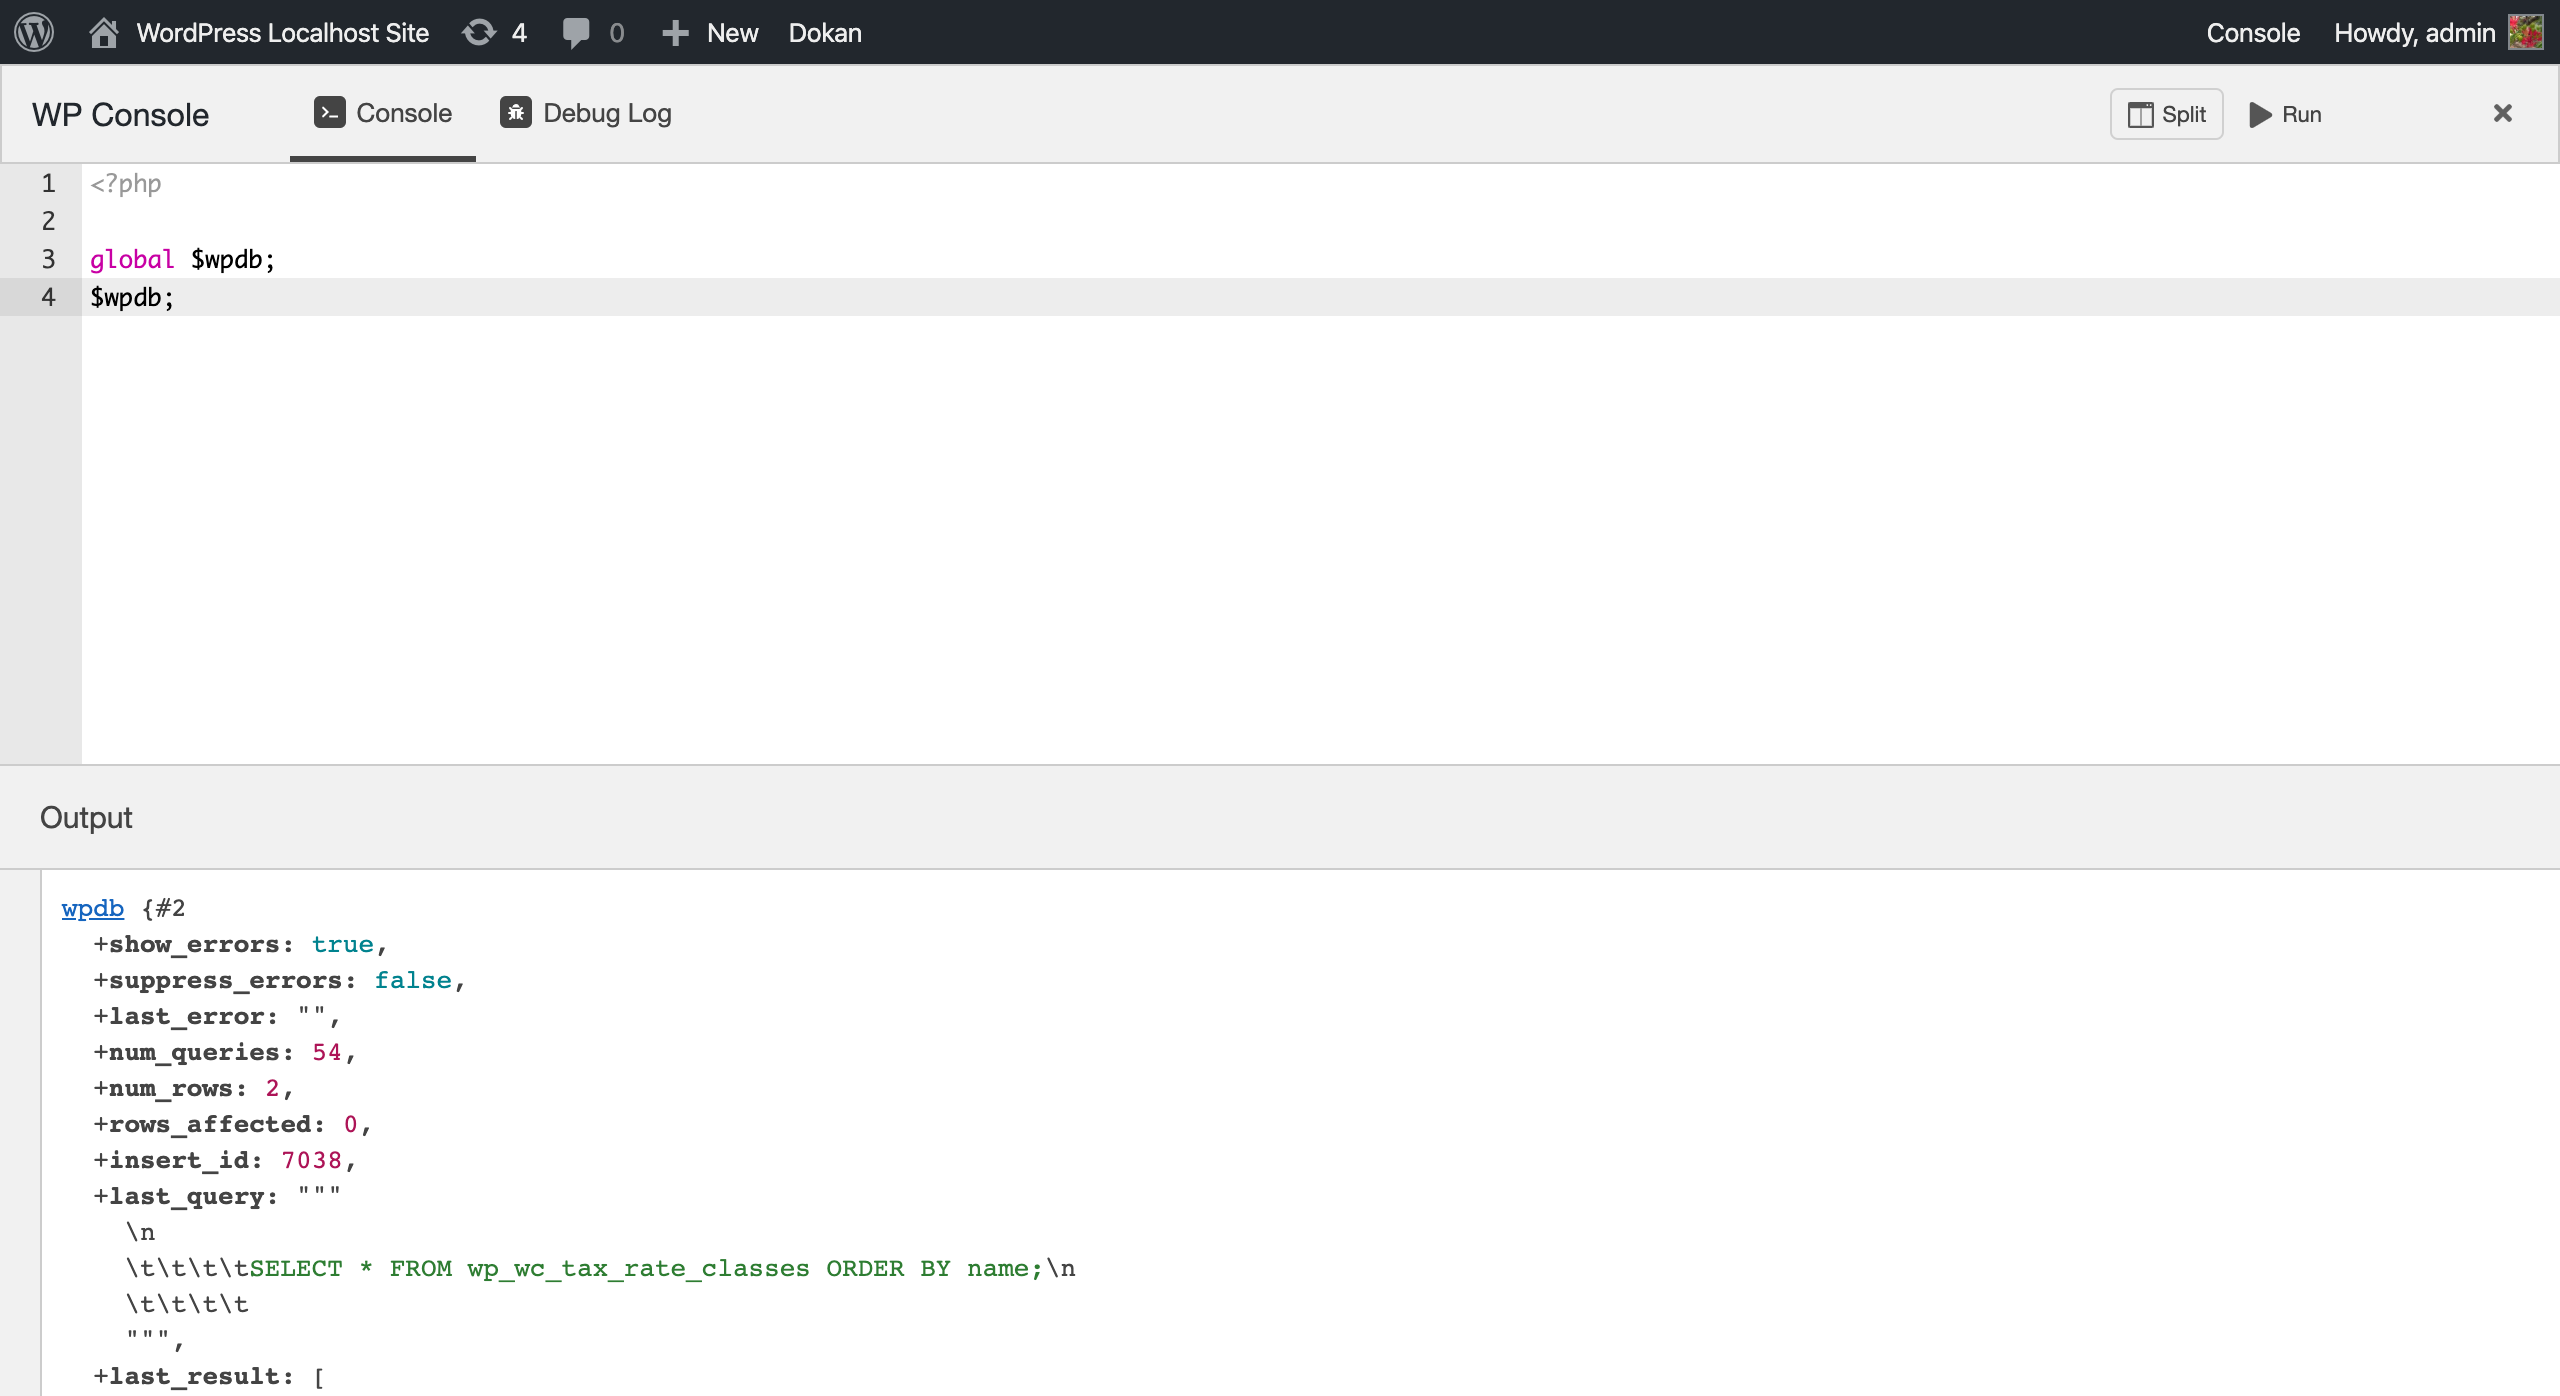 WordPress Localhost Site 4 0 New Dokan Console Howdy, admin
WP Console Console Debug Log Split Run
1 <?php
2
3 global $wpdb;
4 $wpdb;
Output
wpdb {#2
+show_errors: true,
+suppress_errors: false,
+last_error: "",
+num_queries: 54,
+num_rows: 2,
+rows_affected: 0,
+insert_id: 7038,
+last_query: """
\n
\t\t\t\tSELECT * FROM wp_wc_tax_rate_classes ORDER BY name;\n
\t\t\t\t
""",
+last_result: [